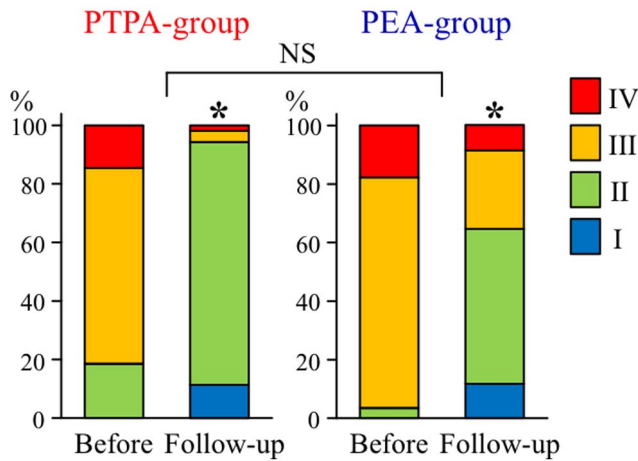 PTPA-group PEA-group
NS
% %
* *
100 100
80 80
60 60
40 40
20 20
0 0
Before Follow-up Before Follow-up
IV
III
II
I